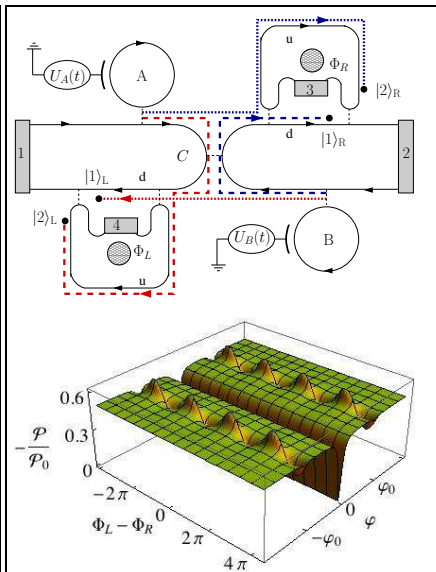 u
Φ_R
A
U_A(t)
3
|2⟩_R
|1⟩_R
d
1
C
2
|1⟩_L
d
|2⟩_L
4
Φ_L
U_B(t)
B
u
0.6
0.3
0
-𝒫/𝒫_0
-2π
0
2π
4π
Φ_L - Φ_R
φ_0
0
-φ_0
φ